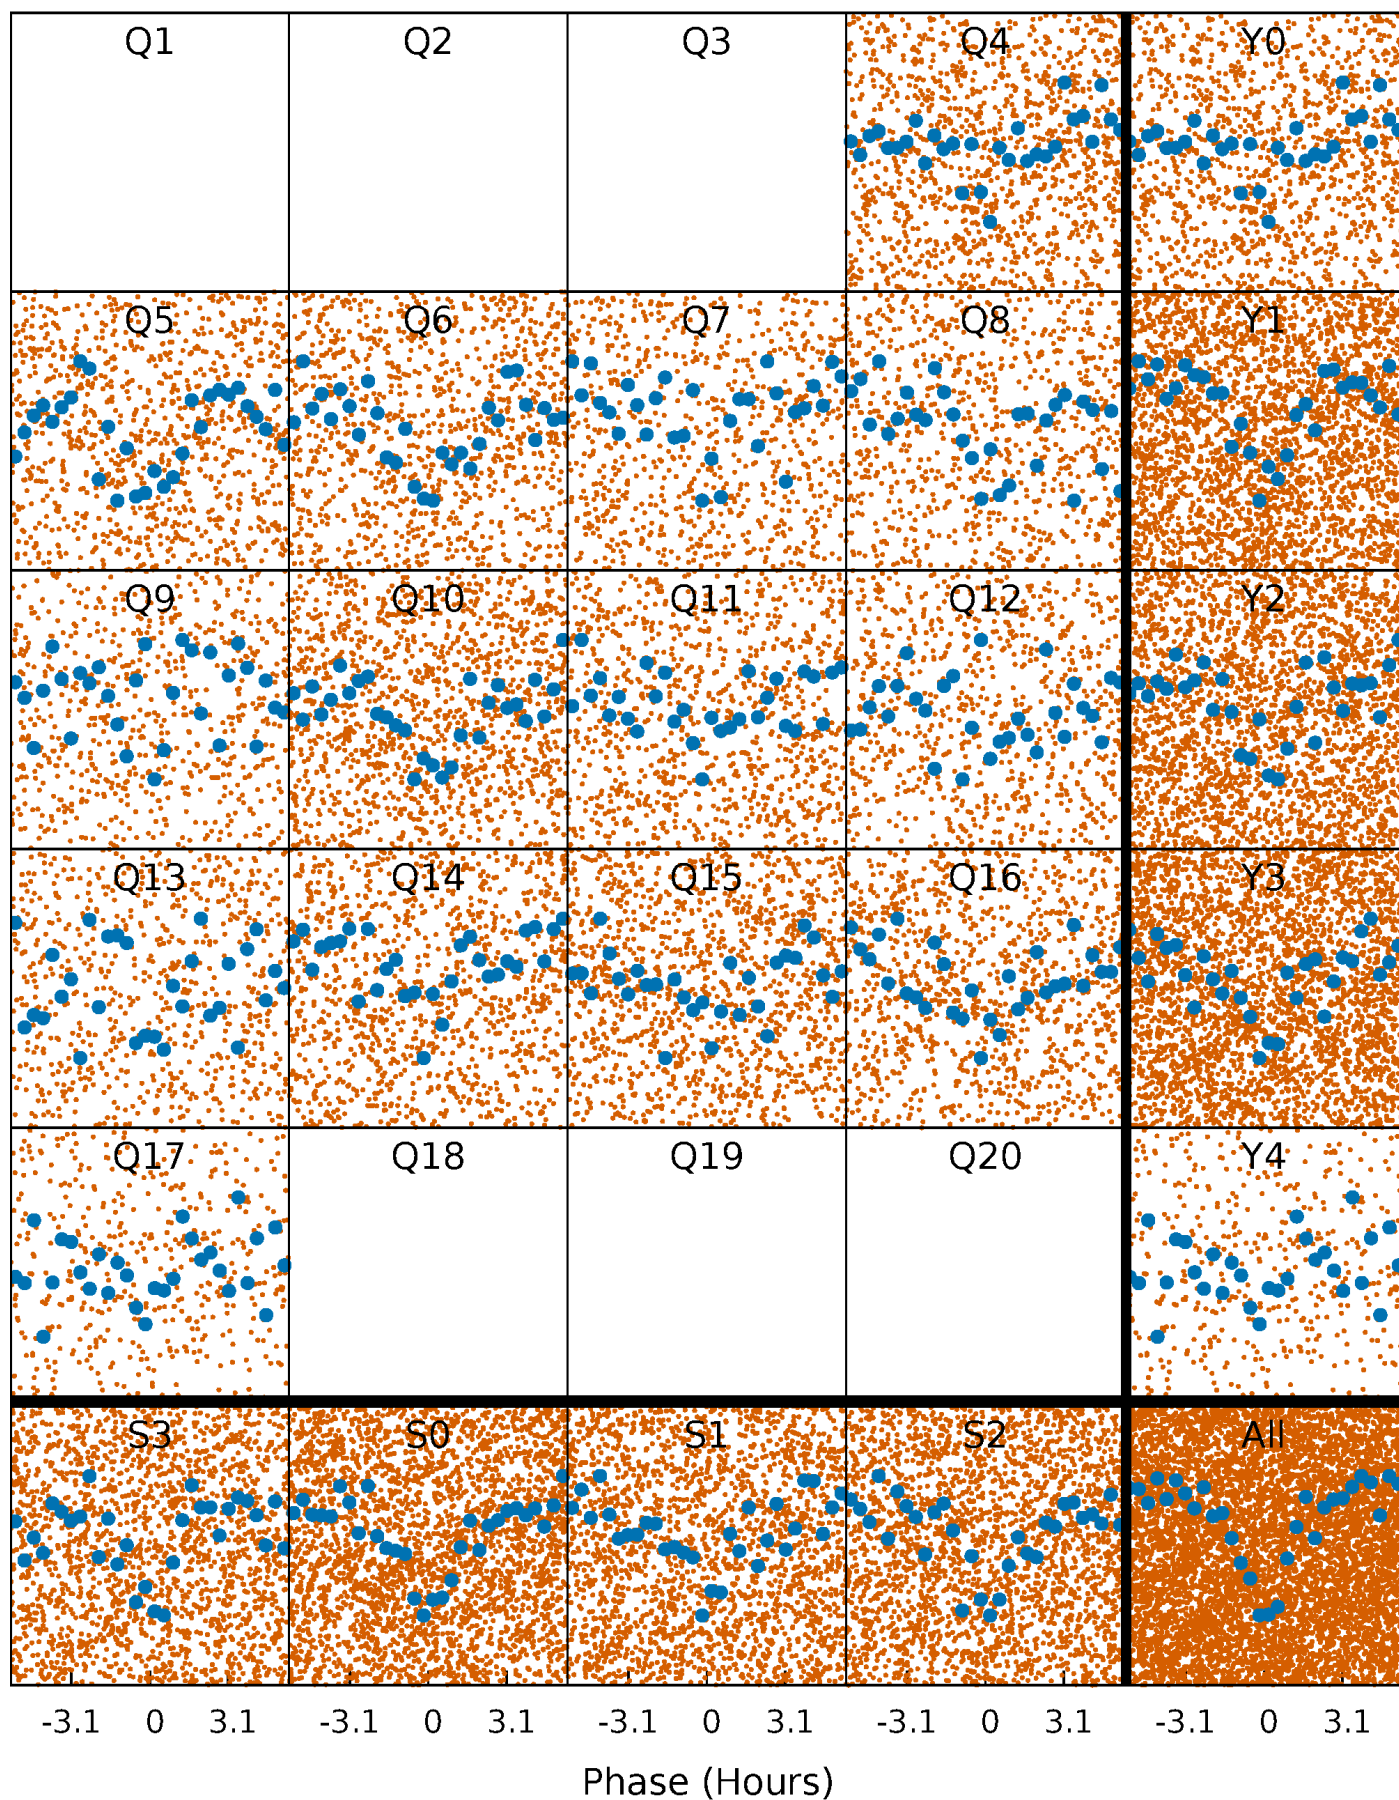 Q1 Q2 Q3 Q4 Y0
Q5 Q6 Q7 Q8 Y1
Q9 Q10 Q11 Q12 Y2
Q13 Q14 Q15 Q16 Y3
Q17 Q18 Q19 Q20 Y4
S3 S0 S1 S2 All
-3.1 0 3.1 -3.1 0 3.1 -3.1 0 3.1 -3.1 0 3.1 -3.1 0 3.1
Phase (Hours)